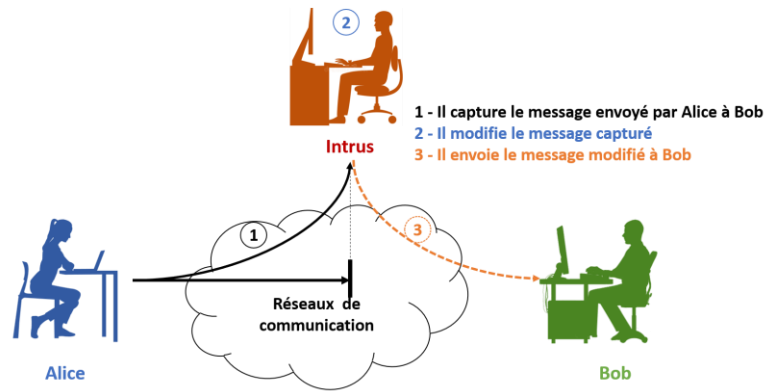 2
1 - Il capture le message envoyé par Alice à Bob
2 - Il modifie le message capturé
3 - Il envoie le message modifié à Bob
Intrus
1
3
Réseaux de
communication
Alice
Bob